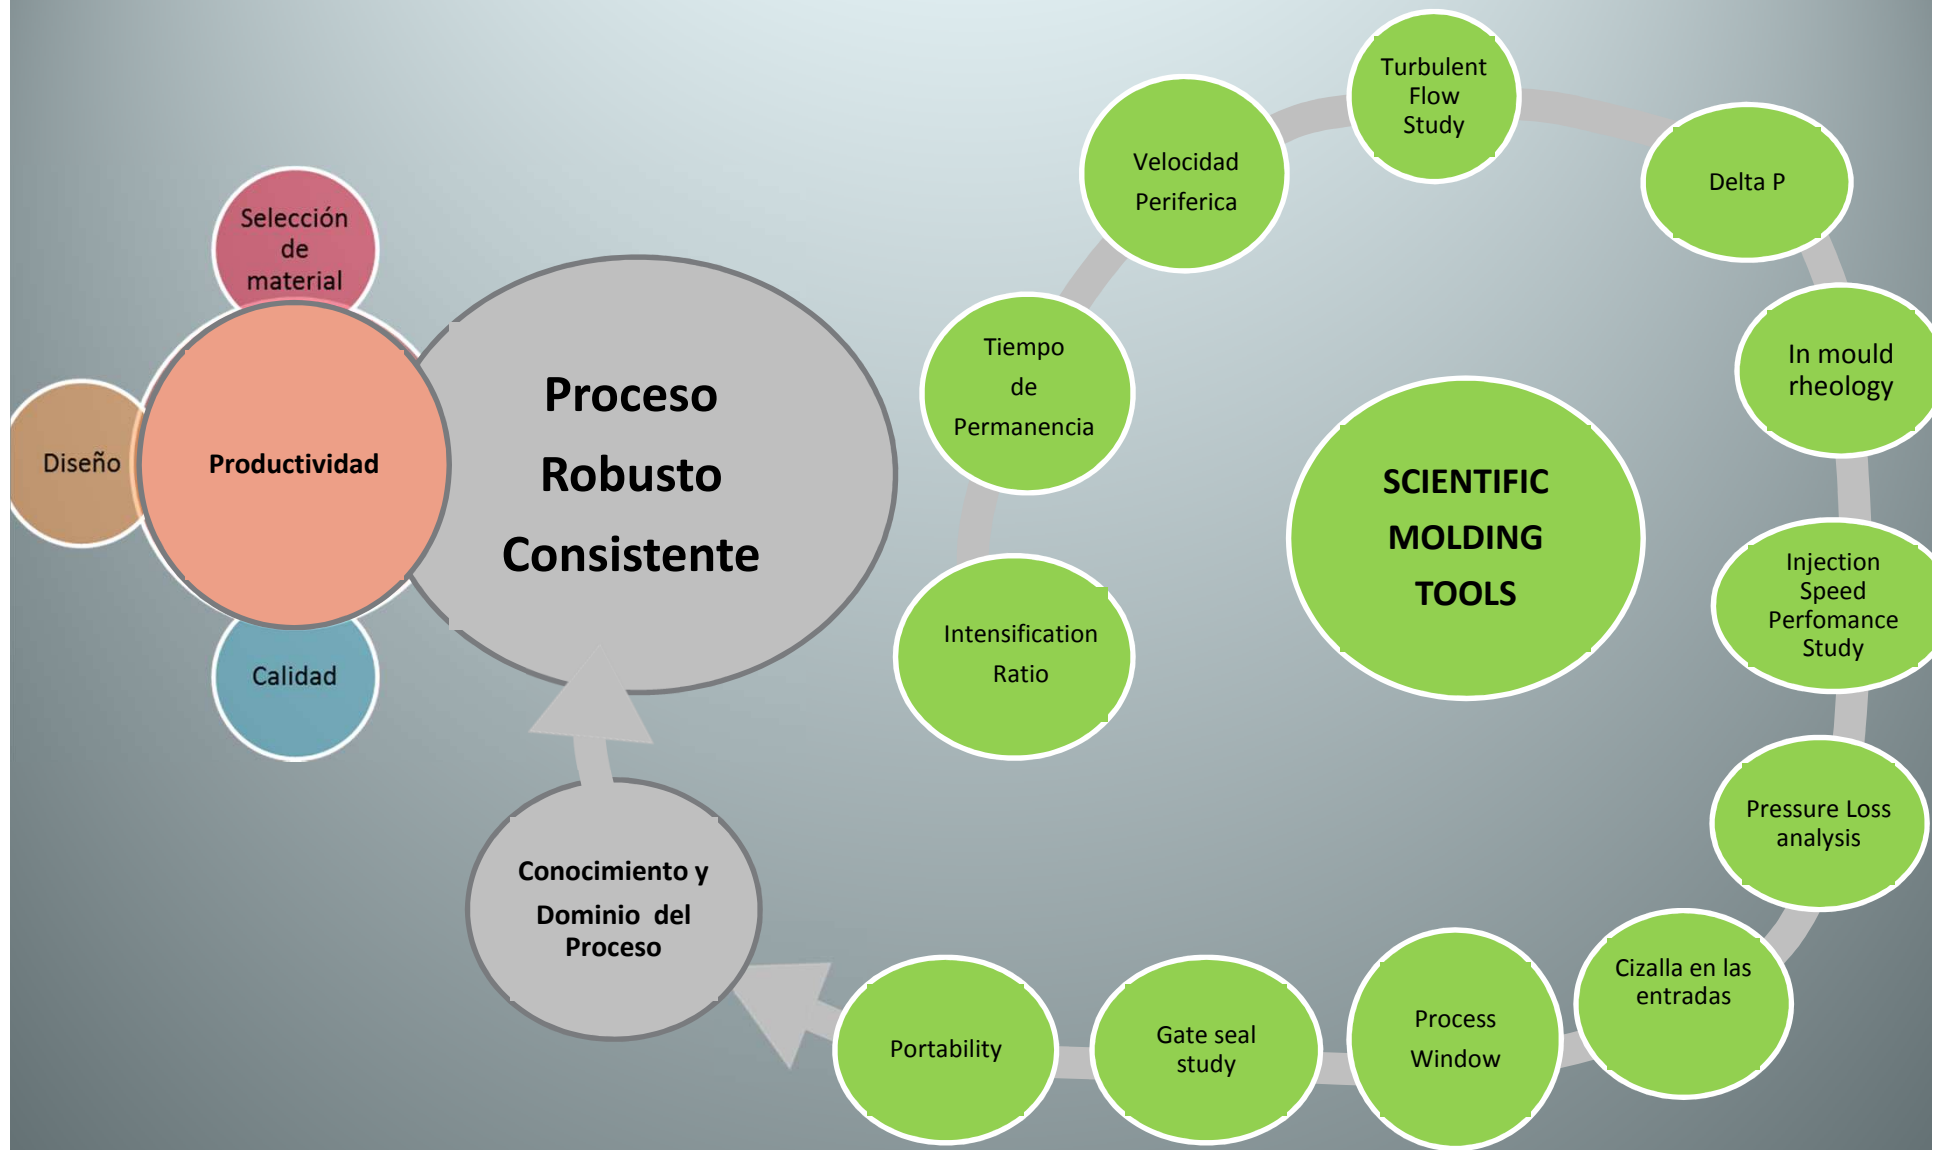 Selección
de
material
Diseño
Productividad
Calidad
Proceso
Robusto
Consistente
Conocimiento y
Dominio  del
Proceso
Intensification
Ratio
Tiempo
de
Permanencia
Velocidad
Periferica
Turbulent
Flow
Study
Delta P
In mould
rheology
Injection
Speed
Perfomance
Study
Pressure Loss
analysis
Cizalla en las
entradas
Process
Window
Gate seal
study
Portability
SCIENTIFIC
MOLDING
TOOLS